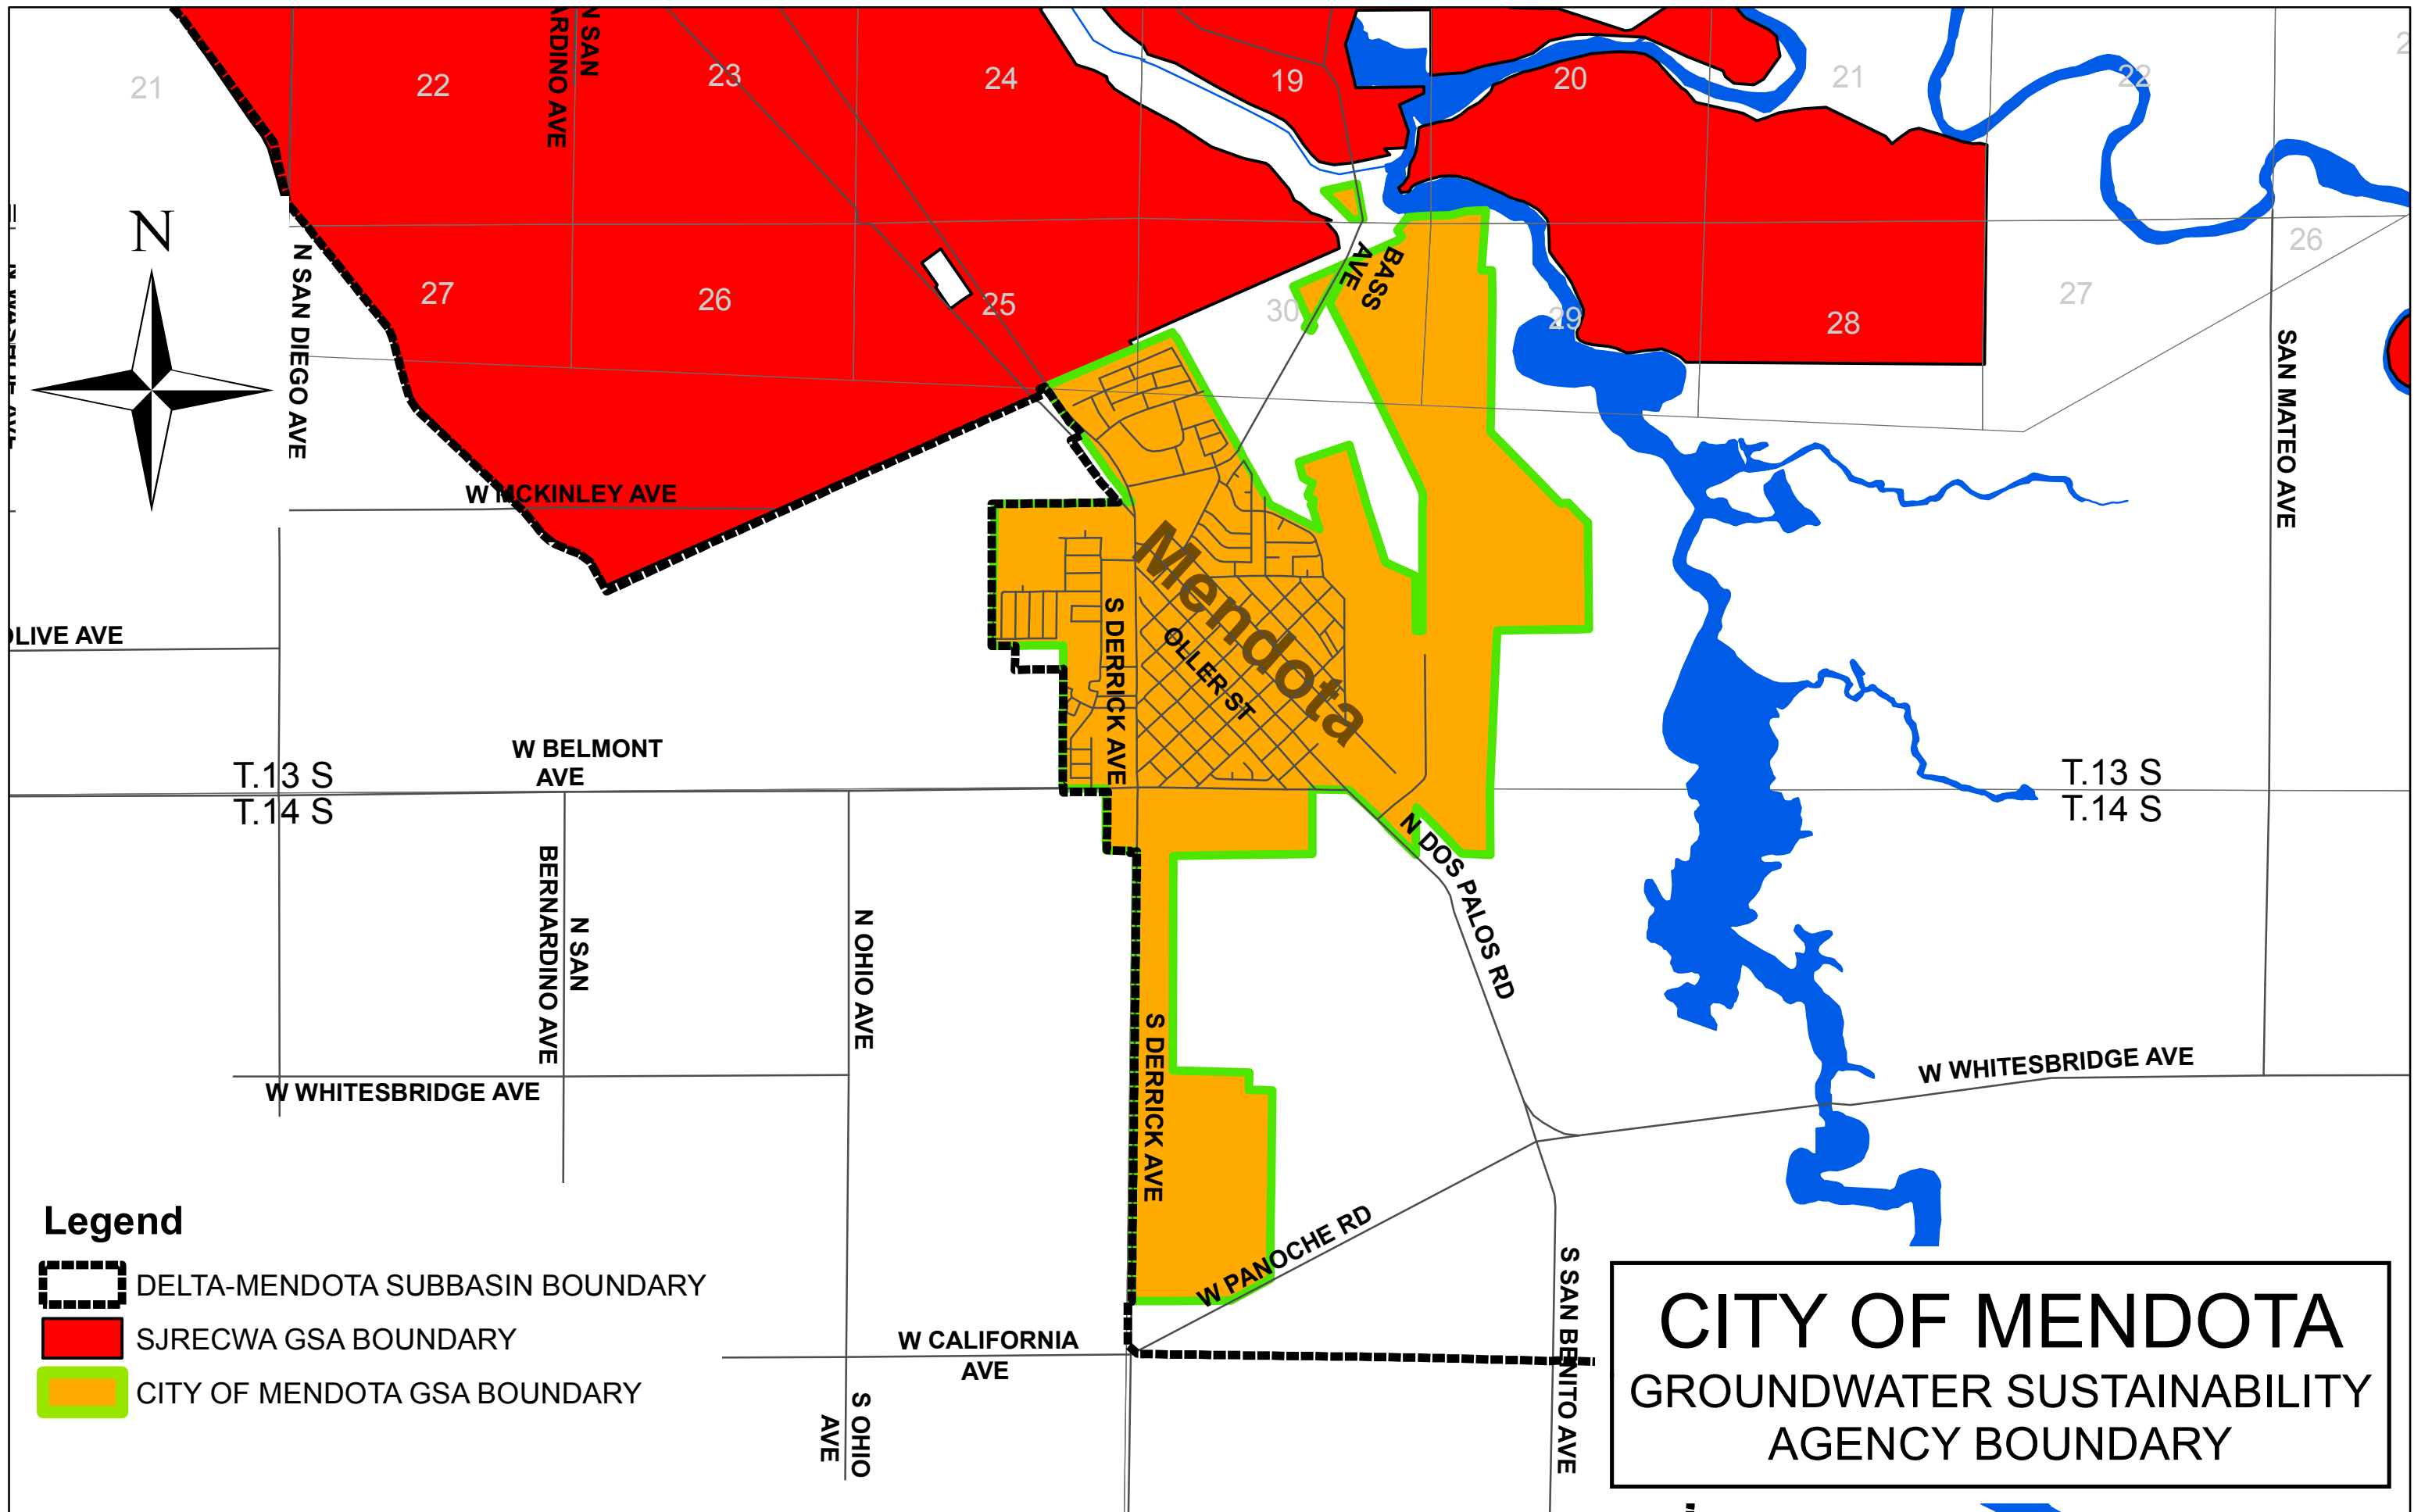 N SAN
ARDINO AVE
21
22
23
24
19
20
21
22
2
N
N SAN DIEGO AVE
27
26
25
30
BASS
AVE
29
28
27
26
SAN MATEO AVE
W MCKINLEY AVE
Mendota
OLLER ST
S DERRICK AVE
LIVE AVE
W BELMONT
AVE
T.13 S
T.14 S
T.13 S
T.14 S
N DOS PALOS RD
N SAN
BERNARDINO AVE
N OHIO AVE
S DERRICK AVE
W WHITESBRIDGE AVE
W WHITESBRIDGE AVE
W PANOCHE RD
S SAN BENITO AVE
W CALIFORNIA
AVE
S OHIO
AVE
Legend
DELTA-MENDOTA SUBBASIN BOUNDARY
SJRECWA GSA BOUNDARY
CITY OF MENDOTA GSA BOUNDARY
CITY OF MENDOTA
GROUNDWATER SUSTAINABILITY
AGENCY BOUNDARY